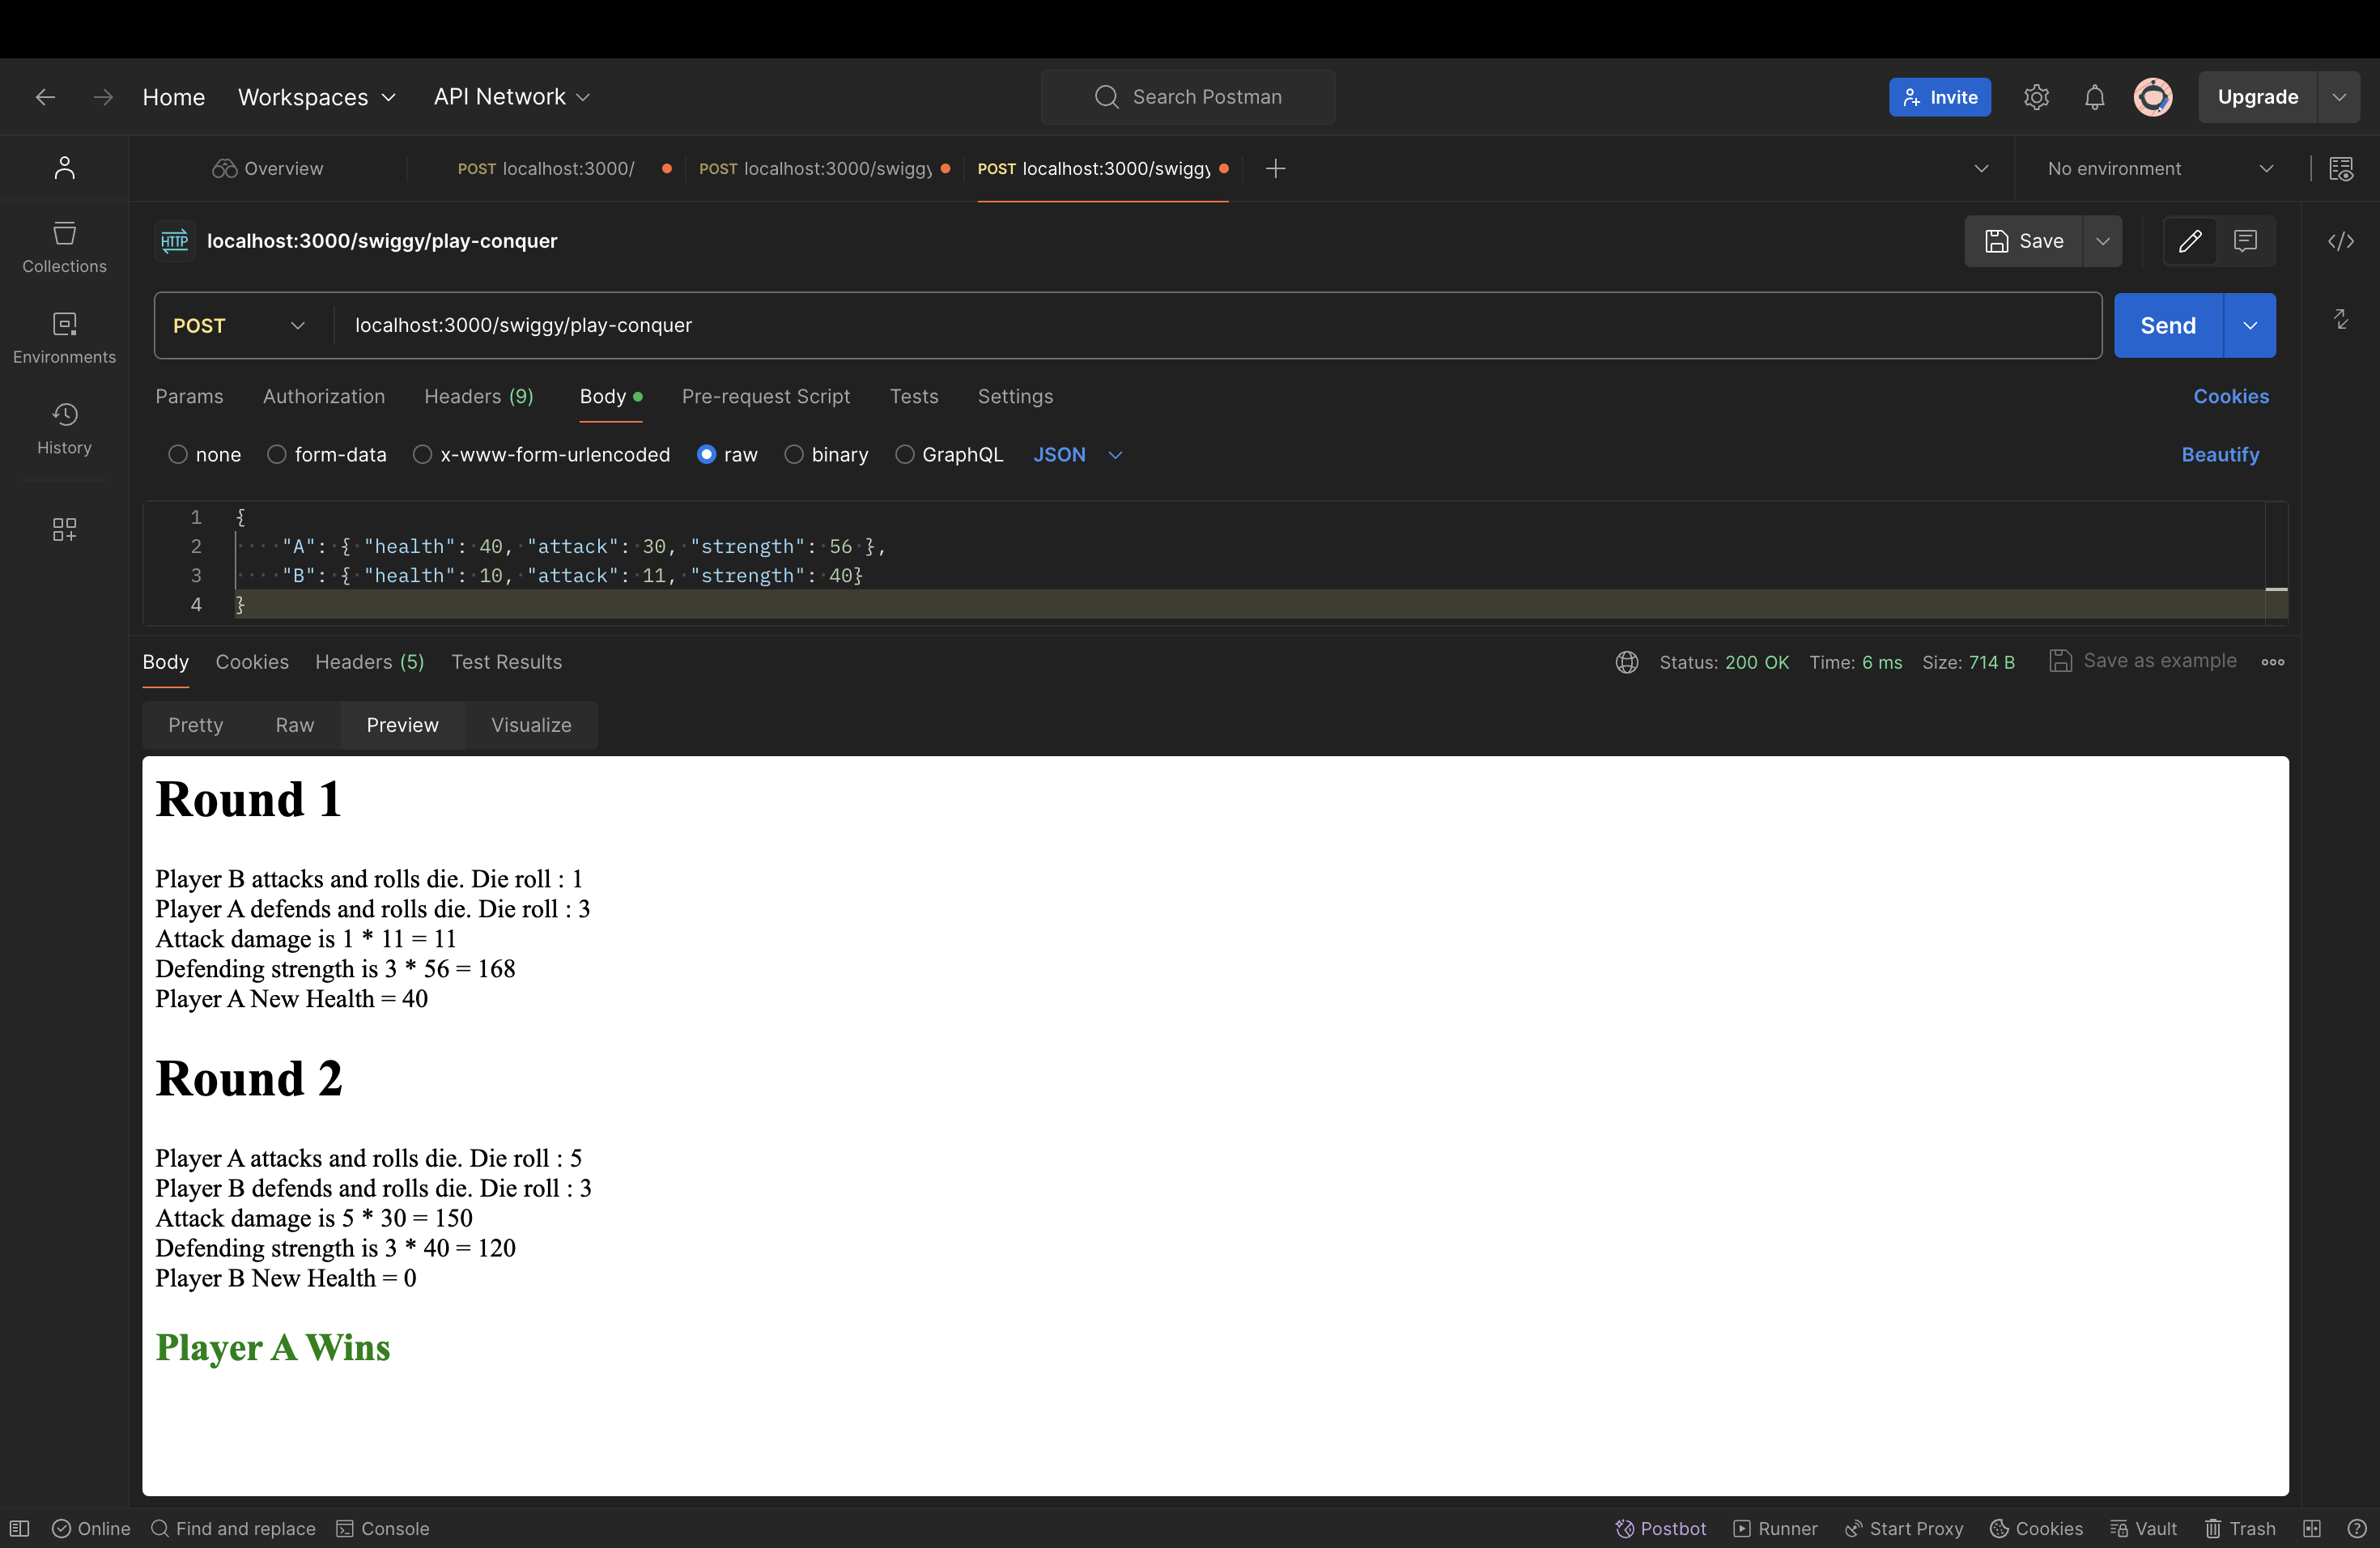 Home Workspaces API Network Search Postman Invite Upgrade
Overview POST localhost:3000/ POST localhost:3000/swiggy POST localhost:3000/swiggy No environment
HTTP localhost:3000/swiggy/play-conquer Save
Collections
POST localhost:3000/swiggy/play-conquer Send
Environments
Params Authorization Headers (9) Body Pre-request Script Tests Settings Cookies
History
none form-data x-www-form-urlencoded raw binary GraphQL JSON Beautify
1 {
2 "A": { "health": 40, "attack": 30, "strength": 56 },
3 "B": { "health": 10, "attack": 11, "strength": 40}
4 }
Body Cookies Headers (5) Test Results Status: 200 OK Time: 6 ms Size: 714 B Save as example
Pretty Raw Preview Visualize
Round 1
Player B attacks and rolls die. Die roll : 1
Player A defends and rolls die. Die roll : 3
Attack damage is 1 * 11 = 11
Defending strength is 3 * 56 = 168
Player A New Health = 40
Round 2
Player A attacks and rolls die. Die roll : 5
Player B defends and rolls die. Die roll : 3
Attack damage is 5 * 30 = 150
Defending strength is 3 * 40 = 120
Player B New Health = 0
Player A Wins
Online Find and replace Console Postbot Runner Start Proxy Cookies Vault Trash